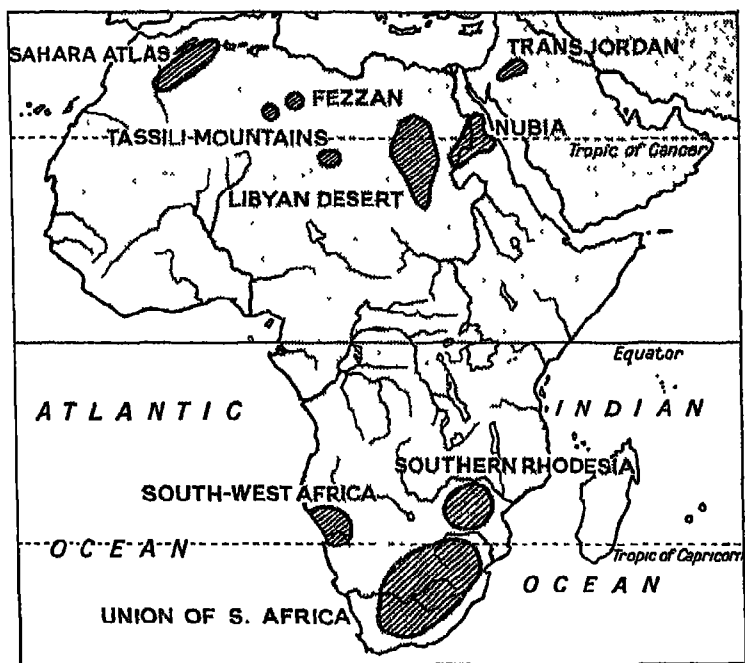 SAHARA ATLAS
TRANSJORDAN
FEZZAN
TASSILI-MOUNTAINS
NUBIA
Tropic of Cancer
LIBYAN DESERT
Equator
ATLANTIC
INDIAN
SOUTHERN RHODESIA
SOUTH-WEST AFRICA
OCEAN
Tropic of Capricorn
OCEAN
UNION OF S. AFRICA